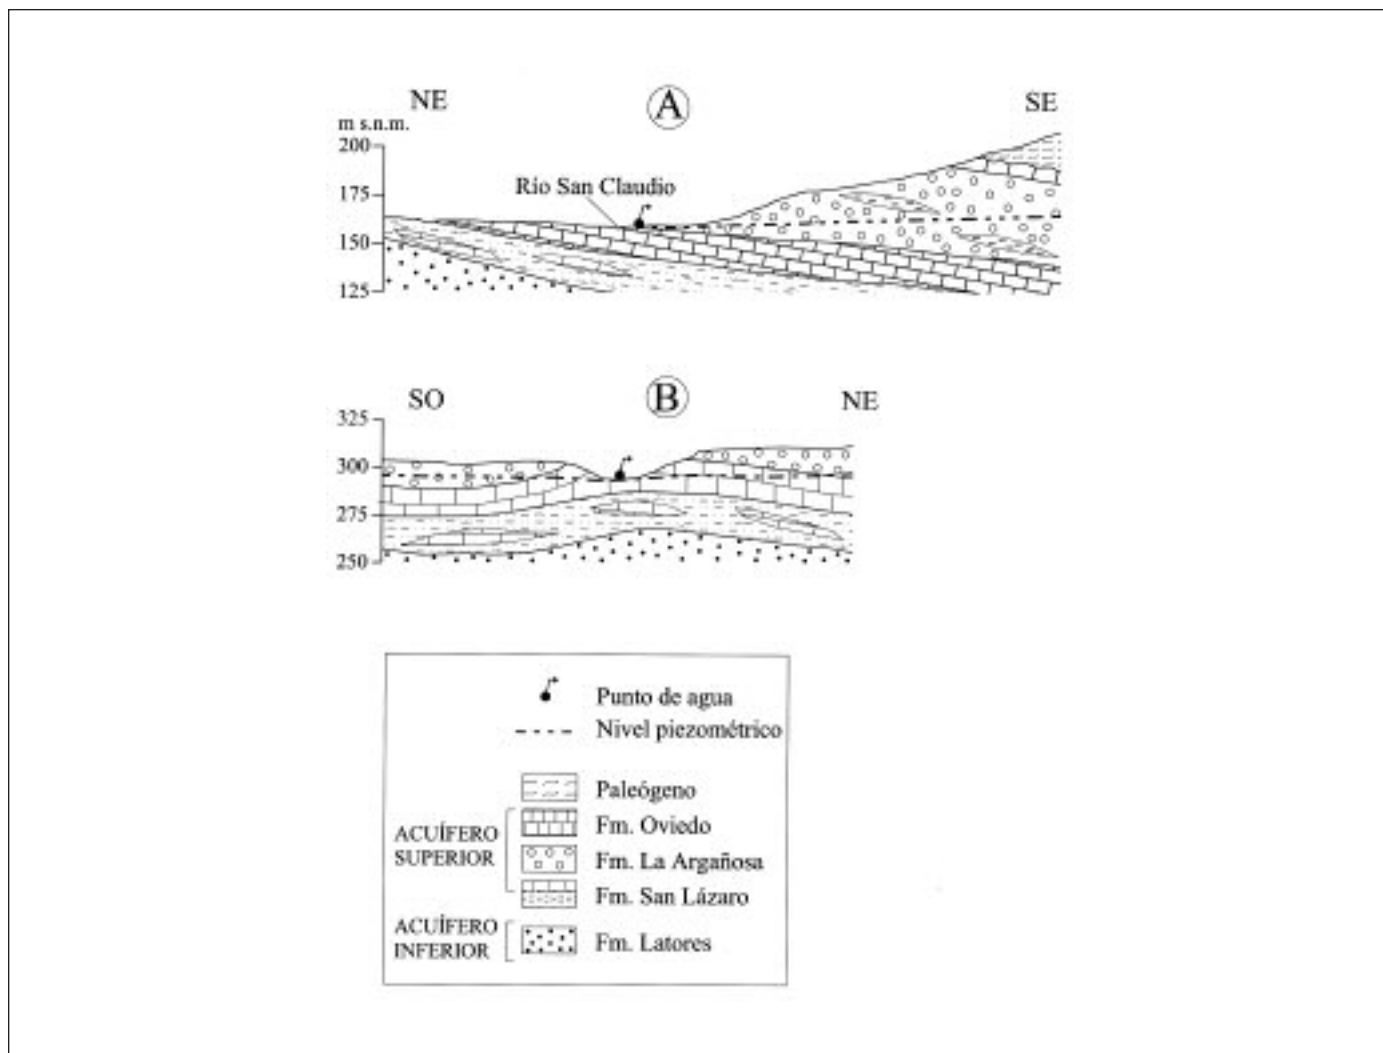 NE A SE
m s.n.m.
200
Río San Claudio
175
150
125
SO B NE
325
300
275
250
Punto de agua
Nivel piezométrico
Paleógeno
ACUÍFERO
SUPERIOR
Fm. Oviedo
Fm. La Argañosa
Fm. San Lázaro
ACUÍFERO
INFERIOR
Fm. Latores